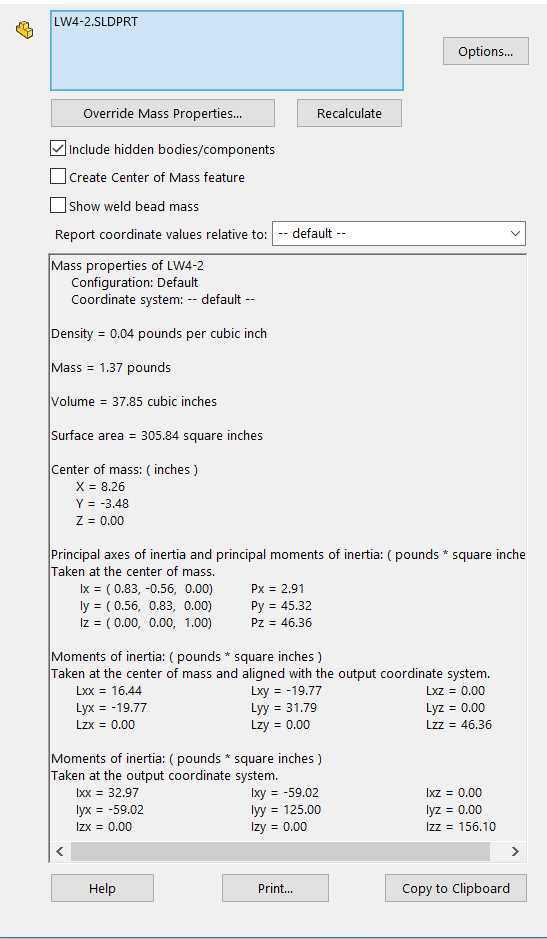 LW4-2.SLDPRT
Options...
Override Mass Properties...
Recalculate
Include hidden bodies/components
Create Center of Mass feature
Show weld bead mass
Report coordinate values relative to: -- default --
Mass properties of LW4-2
Configuration: Default
Coordinate system: -- default --
Density = 0.04 pounds per cubic inch
Mass = 1.37 pounds
Volume = 37.85 cubic inches
Surface area = 305.84 square inches
Center of mass: ( inches )
X = 8.26
Y = -3.48
Z = 0.00
Principal axes of inertia and principal moments of inertia: ( pounds * square inche
Taken at the center of mass.
Ix = ( 0.83, -0.56, 0.00) Px = 2.91
Iy = ( 0.56, 0.83, 0.00) Py = 45.32
Iz = ( 0.00, 0.00, 1.00) Pz = 46.36
Moments of inertia: ( pounds * square inches )
Taken at the center of mass and aligned with the output coordinate system.
Lxx = 16.44 Lxy = -19.77 Lxz = 0.00
Lyx = -19.77 Lyy = 31.79 Lyz = 0.00
Lzx = 0.00 Lzy = 0.00 Lzz = 46.36
Moments of inertia: ( pounds * square inches )
Taken at the output coordinate system.
Ixx = 32.97 Ixy = -59.02 Ixz = 0.00
Iyx = -59.02 Iyy = 125.00 Iyz = 0.00
Izx = 0.00 Izy = 0.00 Izz = 156.10
Help
Print...
Copy to Clipboard